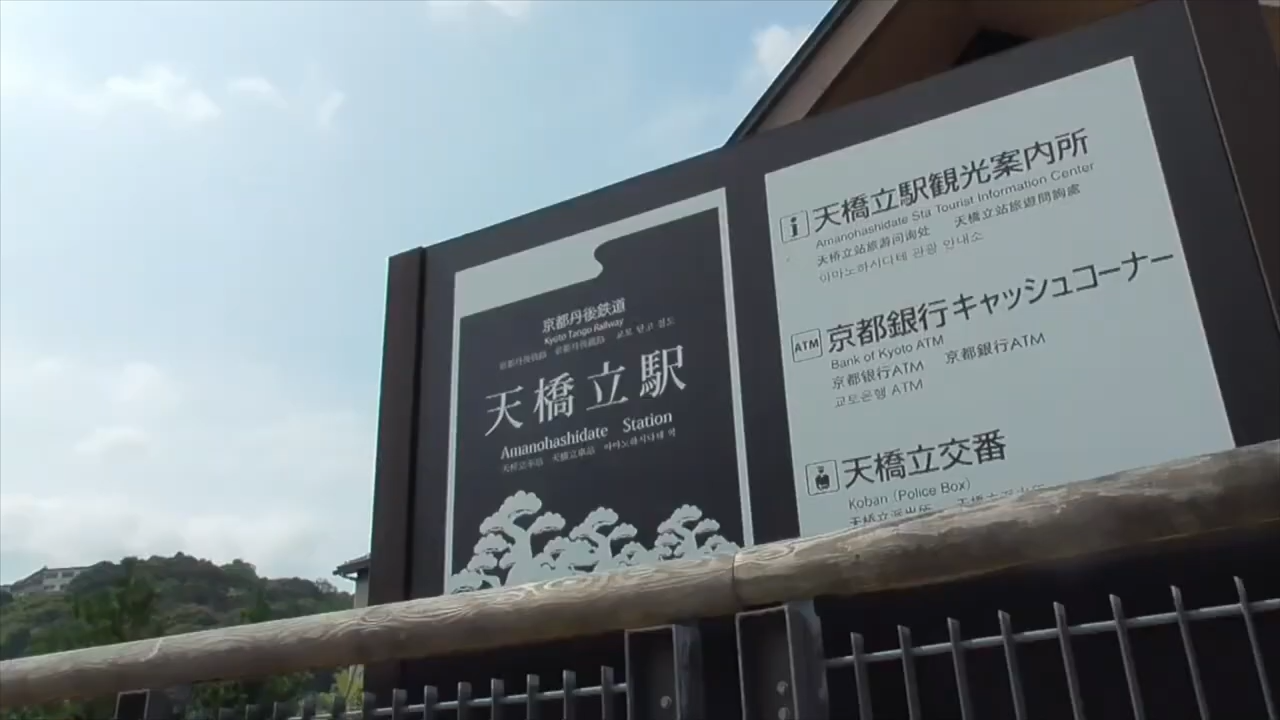 京都丹後鉄道
Kyoto Tango Railway
天橋立駅
Amanohashidate Station
天橋立駅観光案内所
Amanohashidate Sta Tourist Information Center
天桥立站旅游问询处 天橋立站旅遊問詢處
아마노하시다테 관광 안내소
ATM 京都銀行キャッシュコーナー
Bank of Kyoto ATM
京都银行ATM 京都銀行ATM
교토은행 ATM
天橋立交番
Koban (Police Box)